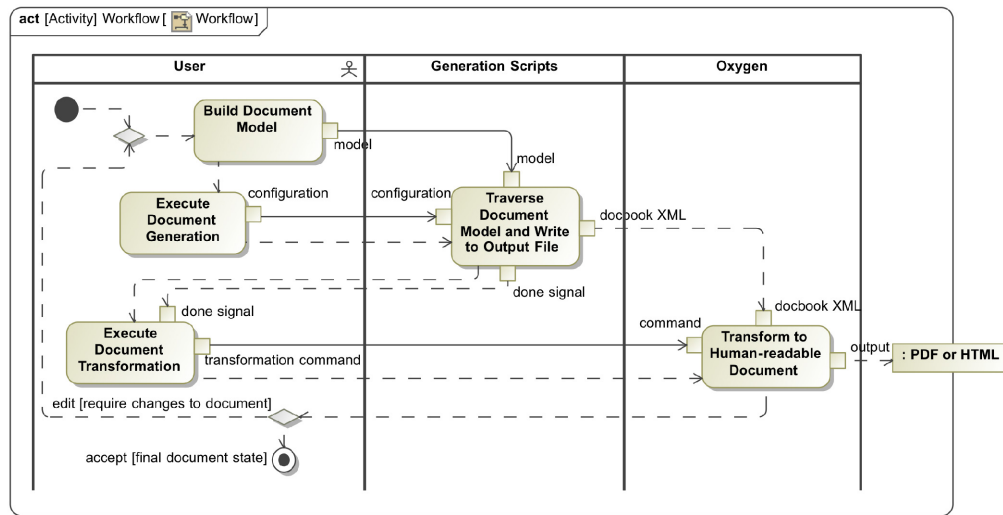 act [Activity] Workflow[ Workflow]
User
Generation Scripts
Oxygen
Build Document
Model
model
model
Execute
Document
Generation
configuration
configuration
Traverse
Document
Model and Write
to Output File
docbook XML
done signal
done signal
docbook XML
Execute
Document
Transformation
transformation command
command
Transform to
Human-readable
Document
output
: PDF or HTML
edit [require changes to document]
accept [final document state]